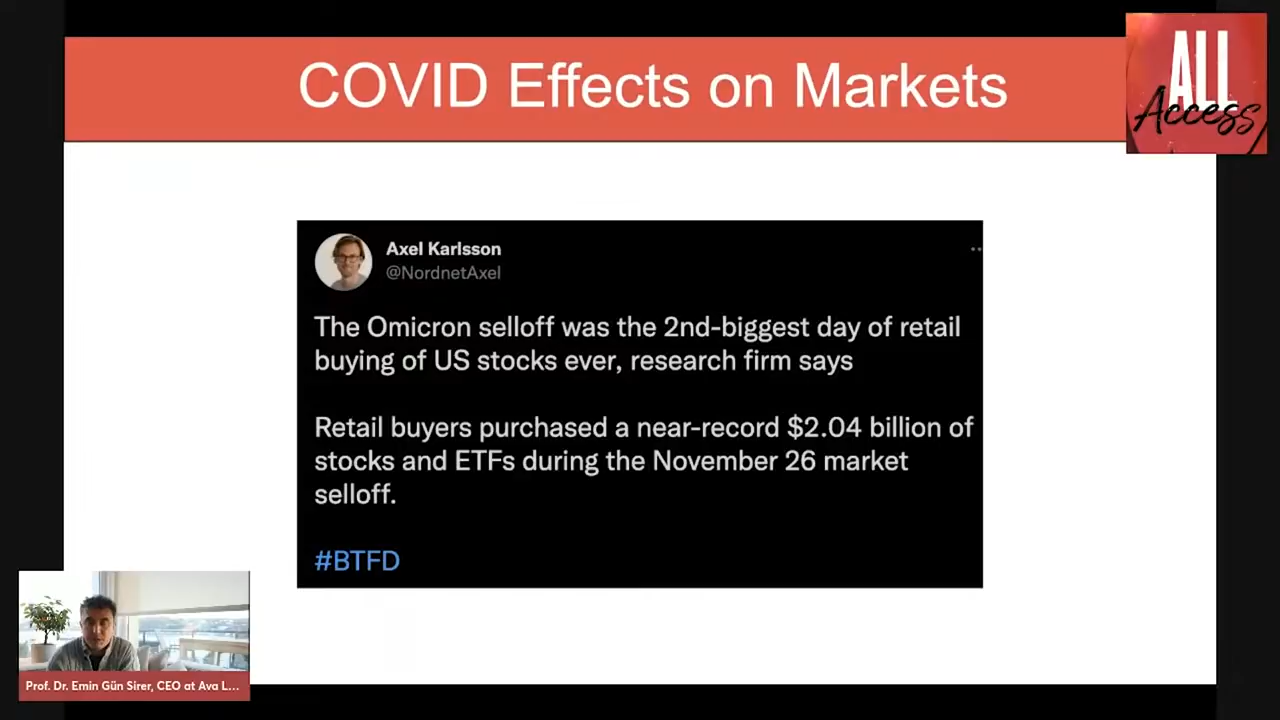 COVID Effects on Markets
ALL
Access
Axel Karlsson
@NordnetAxel
The Omicron selloff was the 2nd-biggest day of retail
buying of US stocks ever, research firm says
Retail buyers purchased a near-record $2.04 billion of
stocks and ETFs during the November 26 market
selloff.
#BTFD
Prof. Dr. Emin Gün Sirer, CEO at Ava L...